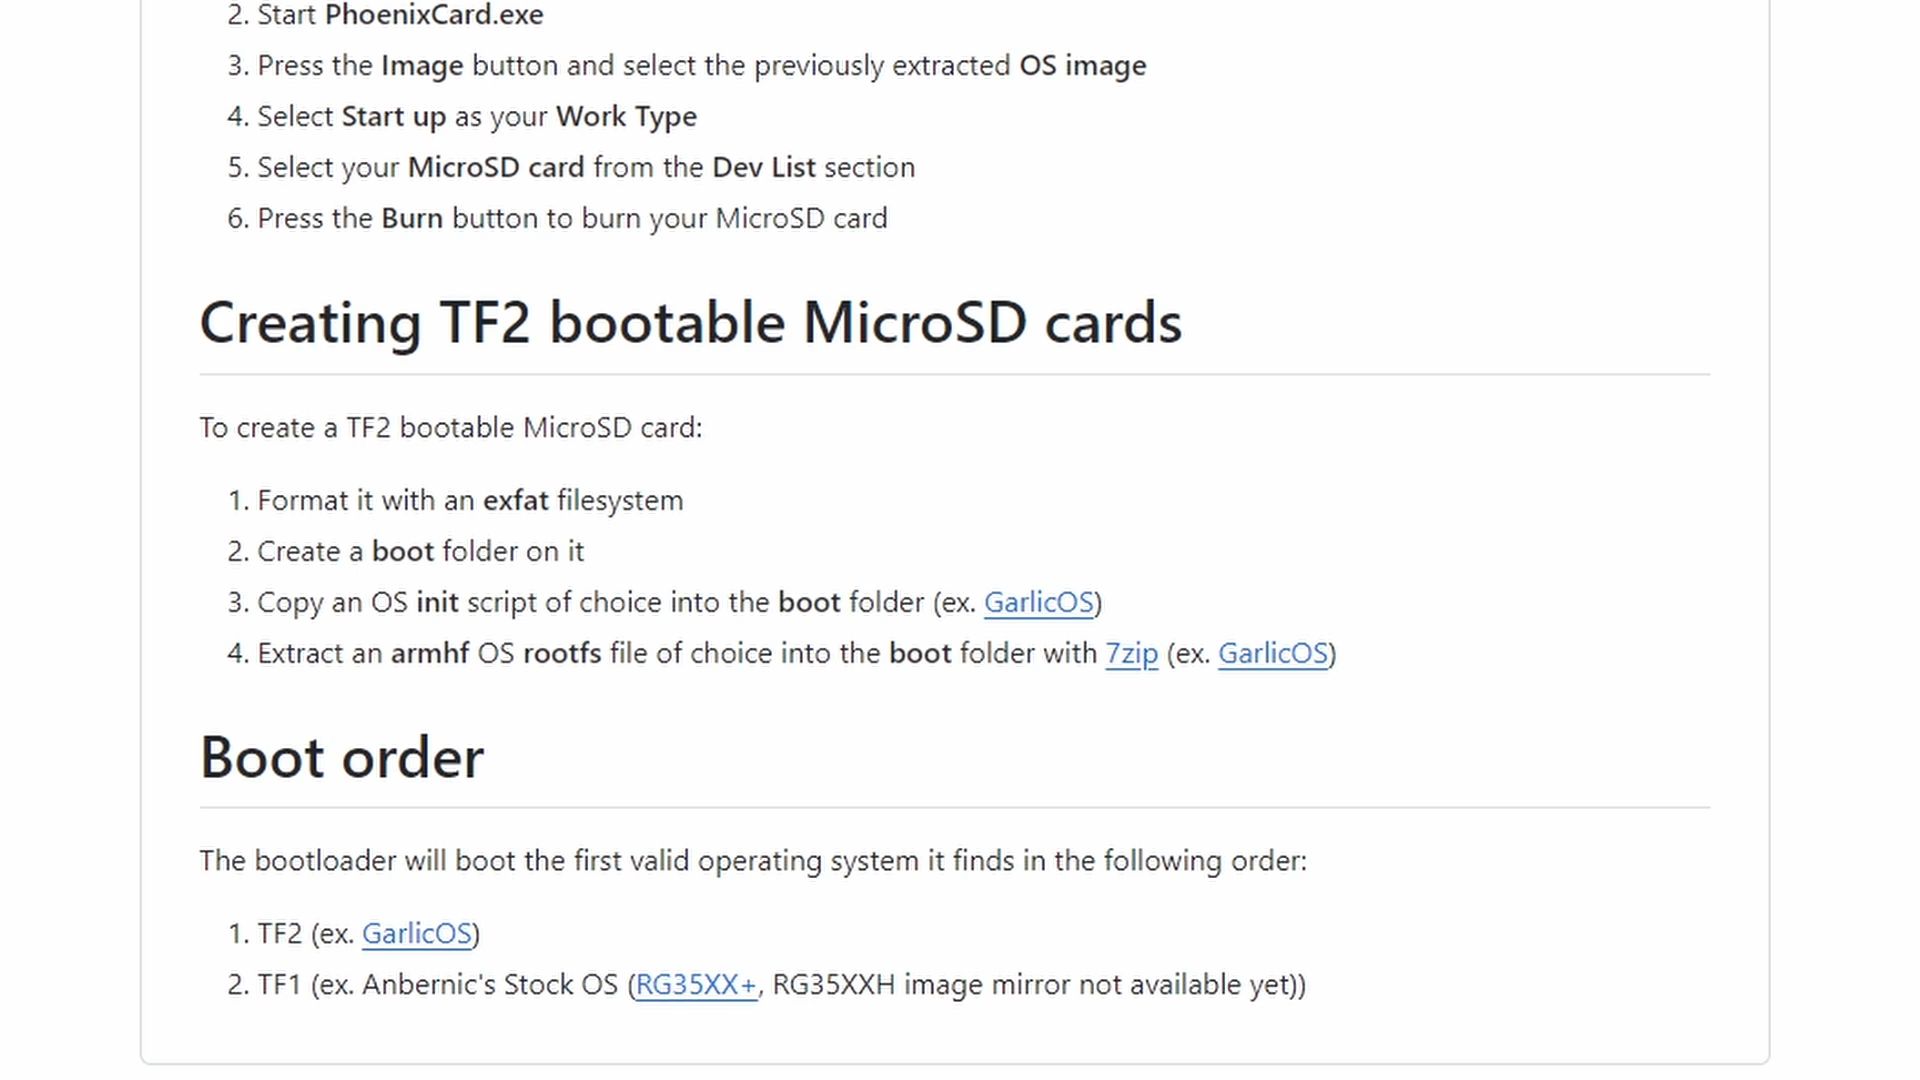 2. Start PhoenixCard.exe
3. Press the Image button and select the previously extracted OS image
4. Select Start up as your Work Type
5. Select your MicroSD card from the Dev List section
6. Press the Burn button to burn your MicroSD card
Creating TF2 bootable MicroSD cards
To create a TF2 bootable MicroSD card:
1. Format it with an exfat filesystem
2. Create a boot folder on it
3. Copy an OS init script of choice into the boot folder (ex. GarlicOS)
4. Extract an armhf OS rootfs file of choice into the boot folder with 7zip (ex. GarlicOS)
Boot order
The bootloader will boot the first valid operating system it finds in the following order:
1. TF2 (ex. GarlicOS)
2. TF1 (ex. Anbernic's Stock OS (RG35XX+, RG35XXH image mirror not available yet))